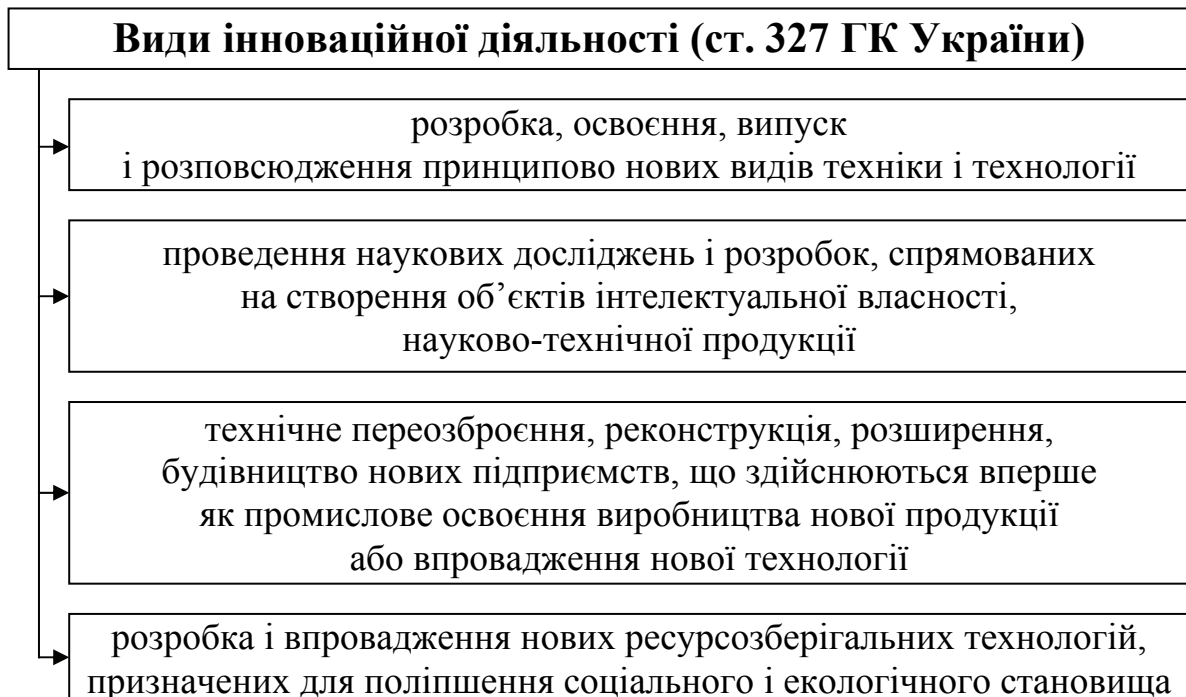 Види інноваційної діяльності (ст. 327 ГК України)
розробка, освоєння, випуск
і розповсюдження принципово нових видів техніки і технології
проведення наукових досліджень і розробок, спрямованих
на створення об’єктів інтелектуальної власності,
науково-технічної продукції
технічне переозброєння, реконструкція, розширення,
будівництво нових підприємств, що здійснюються вперше
як промислове освоєння виробництва нової продукції
або впровадження нової технології
розробка і впровадження нових ресурсозберігальних технологій,
призначених для поліпшення соціального і екологічного становища